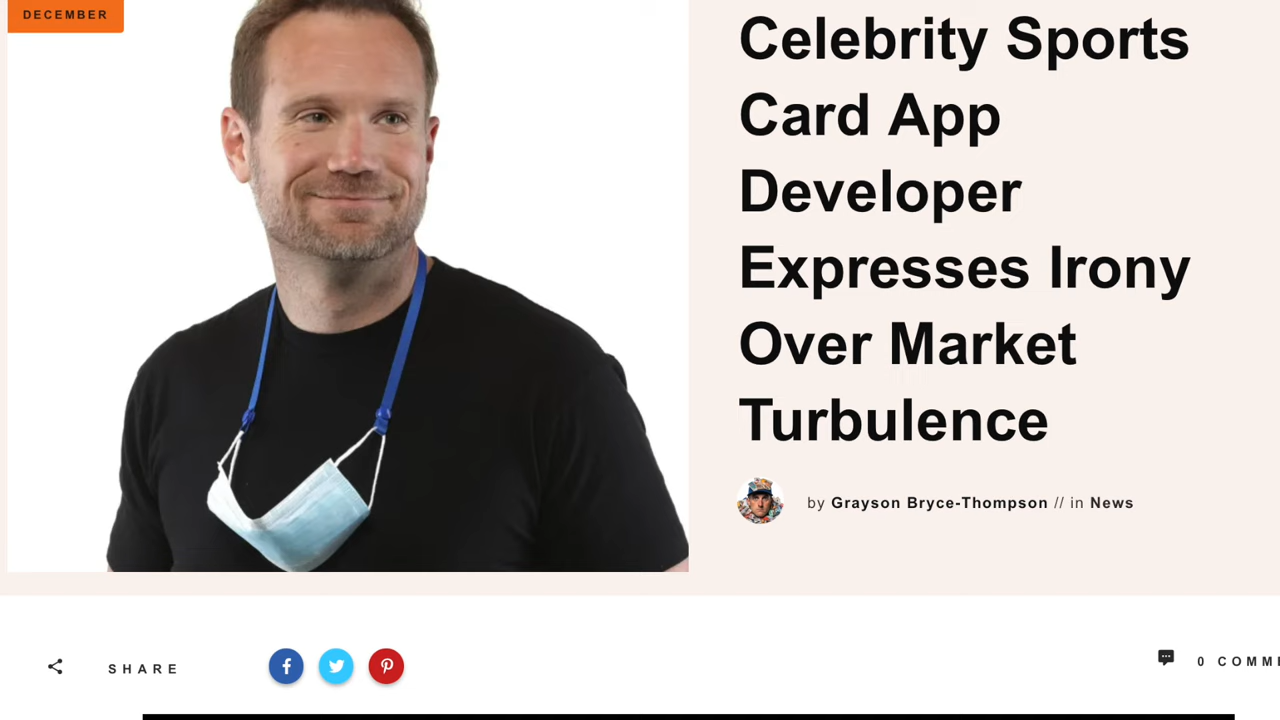 DECEMBER
Celebrity Sports
Card App
Developer
Expresses Irony
Over Market
Turbulence
by Grayson Bryce-Thompson // in News
SHARE
0 COMME